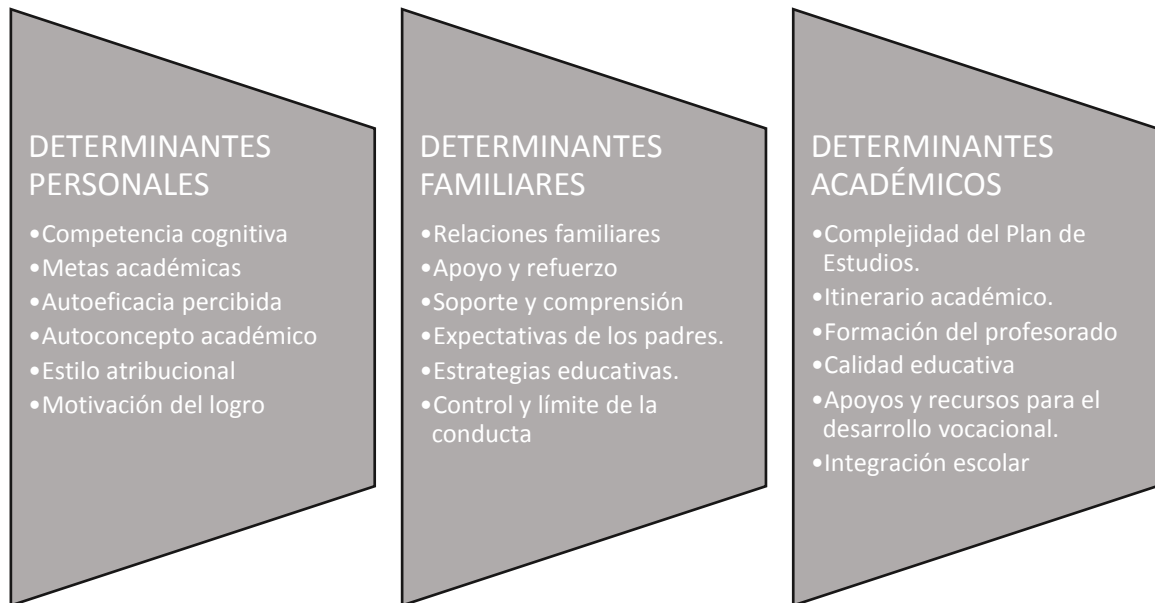 DETERMINANTES
PERSONALES
•Competencia cognitiva
•Metas académicas
•Autoeficacia percibida
•Autoconcepto académico
•Estilo atribucional
•Motivación del logro
DETERMINANTES
FAMILIARES
•Relaciones familiares
•Apoyo y refuerzo
•Soporte y comprensión
•Expectativas de los padres.
•Estrategias educativas.
•Control y límite de la
conducta
DETERMINANTES
ACADÉMICOS
•Complejidad del Plan de
Estudios.
•Itinerario académico.
•Formación del profesorado
•Calidad educativa
•Apoyos y recursos para el
desarrollo vocacional.
•Integración escolar